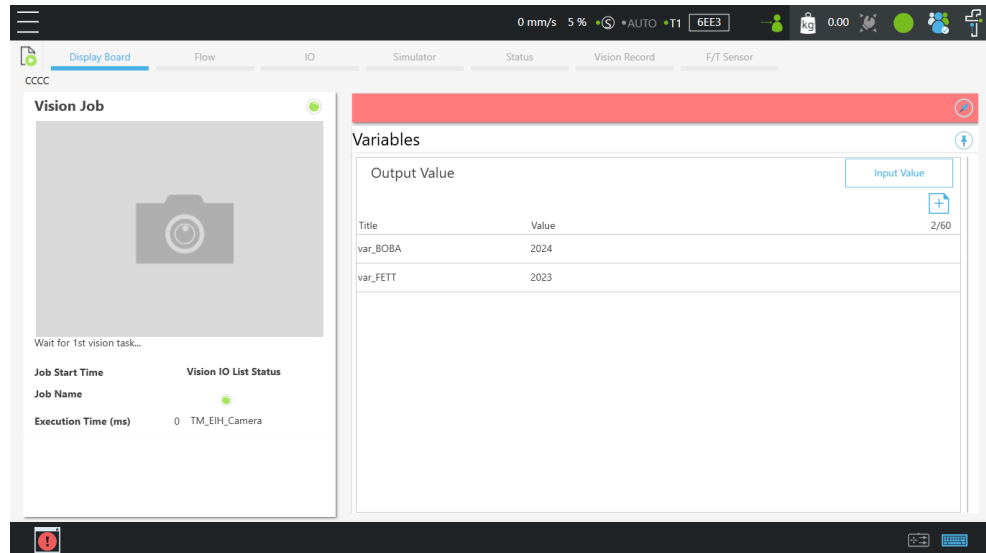 0 mm/s 5 % S AUTO T1 6EE3 kg 0.00
Display Board Flow IO Simulator Status Vision Record F/T Sensor
CCCC
Vision Job
Wait for 1st vision task...
Job Start Time Vision IO List Status
Job Name
Execution Time (ms) 0 TM_EIH_Camera
Variables
Output Value Input Value
Title Value 2/60
var_BOBA 2024
var_FETT 2023